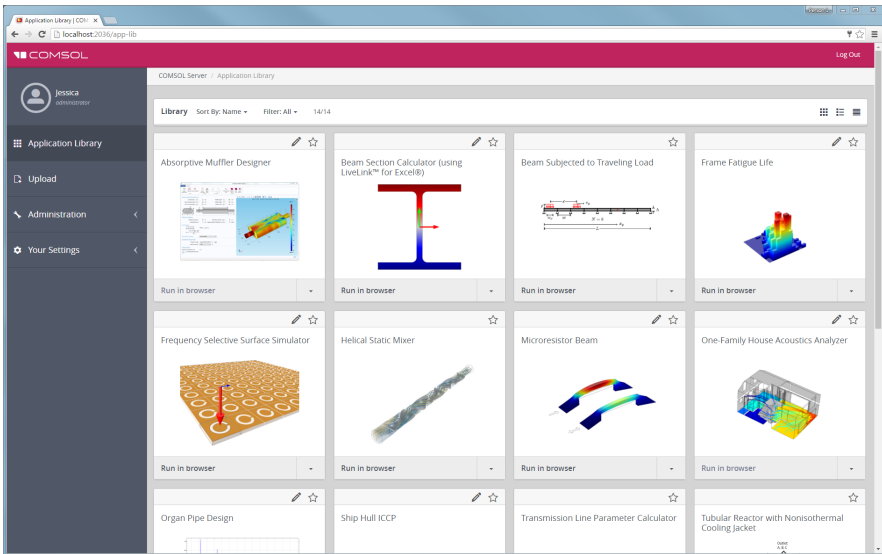 Application Library | COM
localhost:2036/app-lib
COMSOL
Log Out
Jessica
administrator
Application Library
Upload
Administration
Your Settings
COMSOL Server / Application Library
Library Sort By: Name Filter: All 14/14
Absorptive Muffler Designer
Run in browser
Beam Section Calculator (using
LiveLink™ for Excel®)
Run in browser
Beam Subjected to Traveling Load
Run in browser
Frame Fatigue Life
Run in browser
Frequency Selective Surface Simulator
Run in browser
Helical Static Mixer
Run in browser
Microresistor Beam
Run in browser
One-Family House Acoustics Analyzer
Run in browser
Organ Pipe Design
Ship Hull ICCP
Transmission Line Parameter Calculator
Tubular Reactor with Nonisothermal
Cooling Jacket